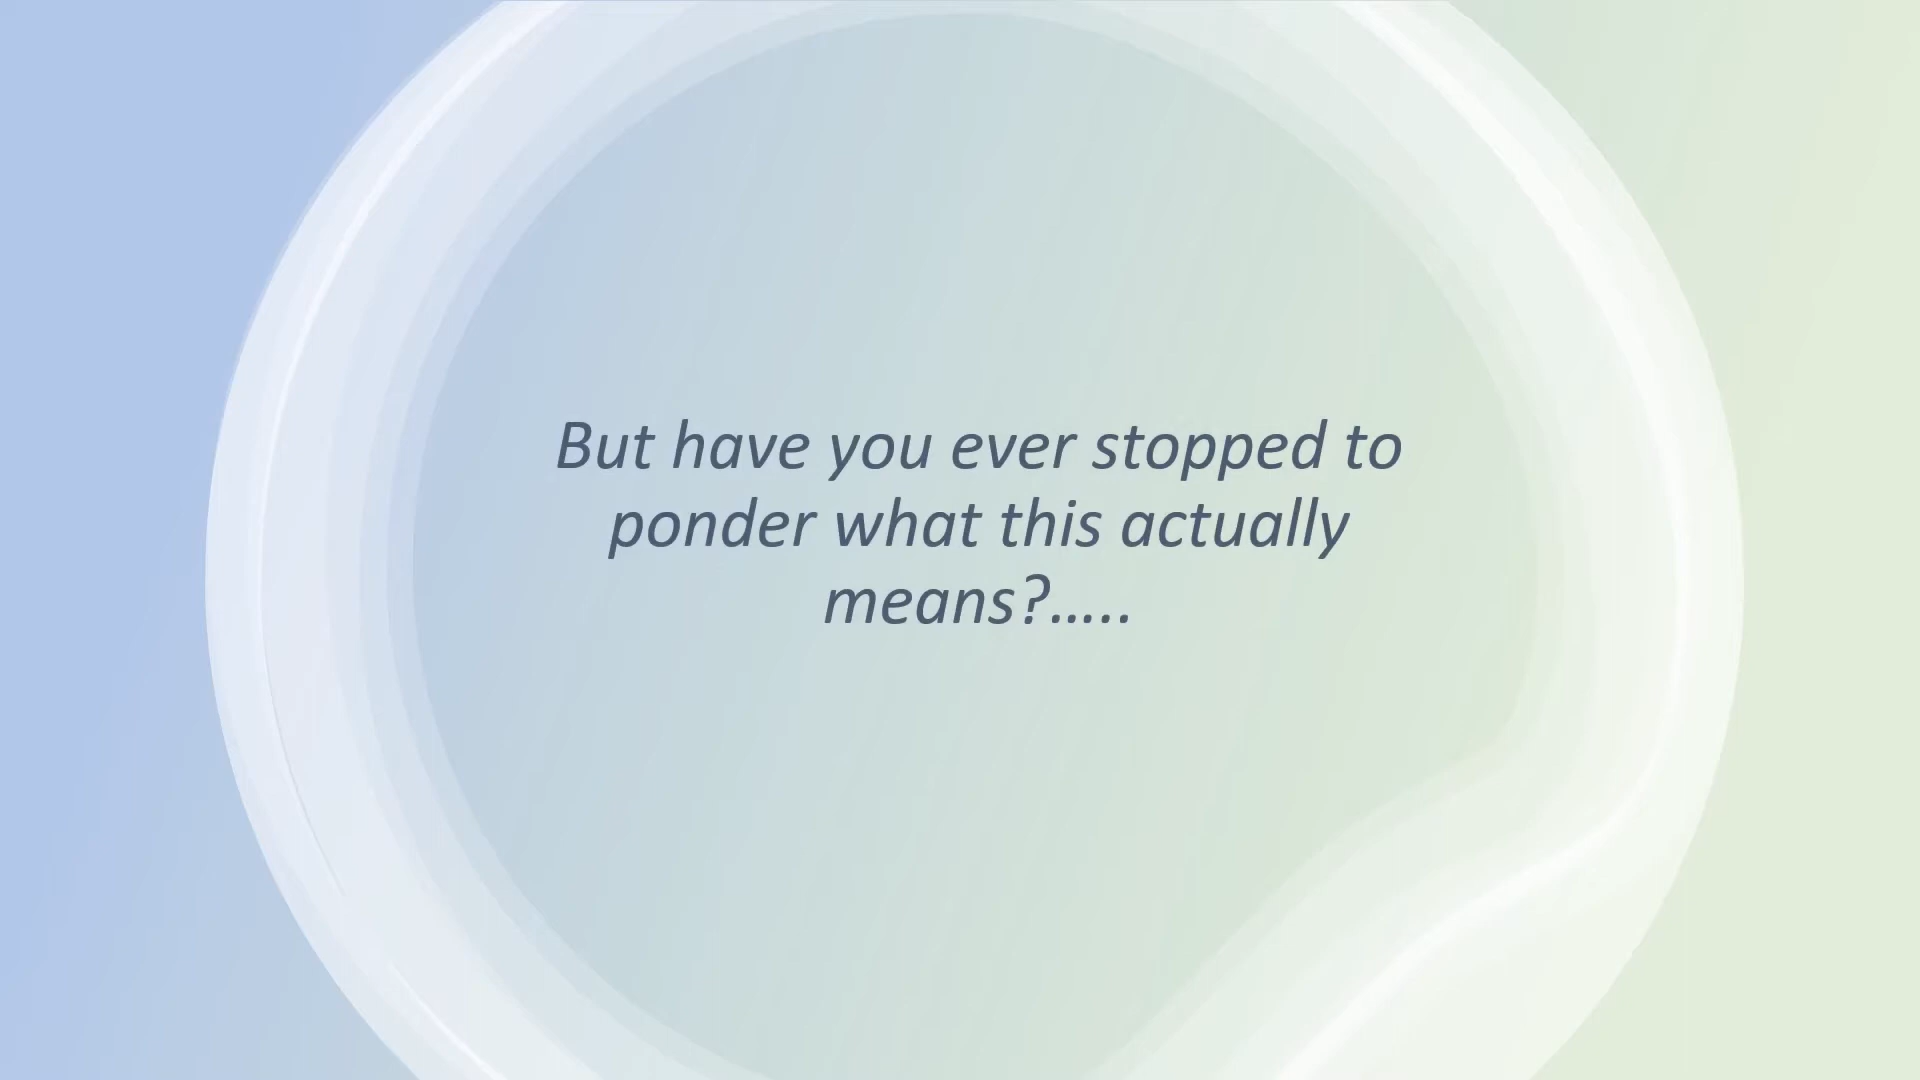 But have you ever stopped to
ponder what this actually
means?.....